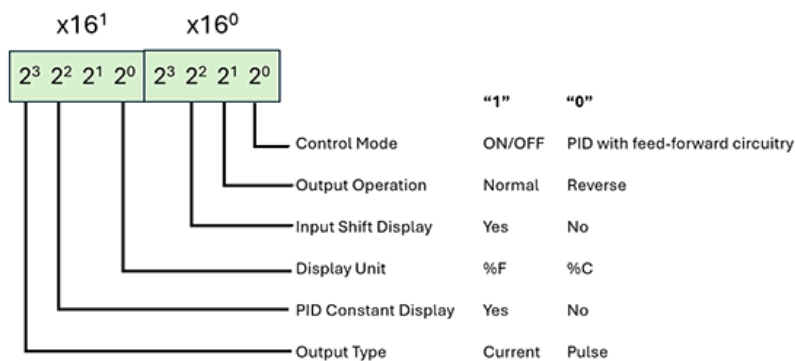 x16¹ x16⁰
2³ 2² 2¹ 2⁰ 2³ 2² 2¹ 2⁰
“1” “0”
Control Mode ON/OFF PID with feed-forward circuitry
Output Operation Normal Reverse
Input Shift Display Yes No
Display Unit %F %C
PID Constant Display Yes No
Output Type Current Pulse